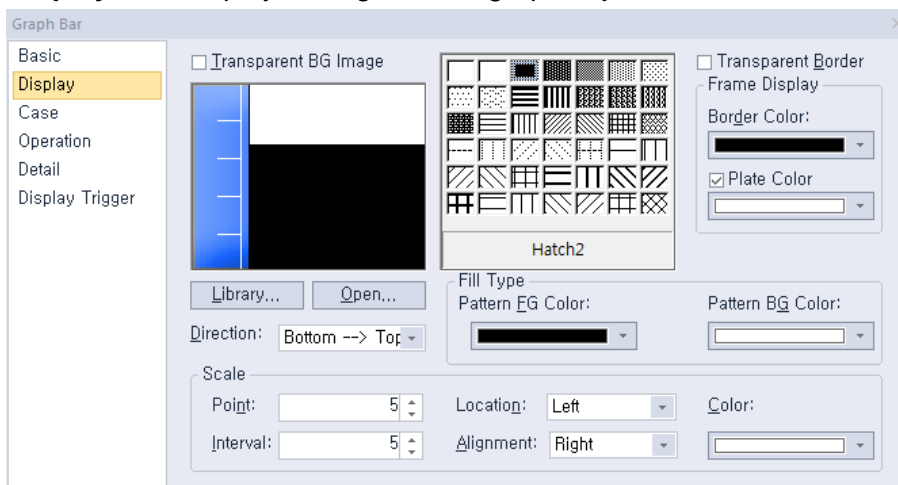 Graph Bar
Basic
Display
Case
Operation
Detail
Display Trigger
Transparent BG Image
Hatch2
Transparent Border
Frame Display
Border Color:
Plate Color
Library...
Open...
Direction:
Bottom --> Top
Fill Type
Pattern FG Color:
Pattern BG Color:
Scale
Point:
5
Location:
Left
Color:
Interval:
5
Alignment:
Right